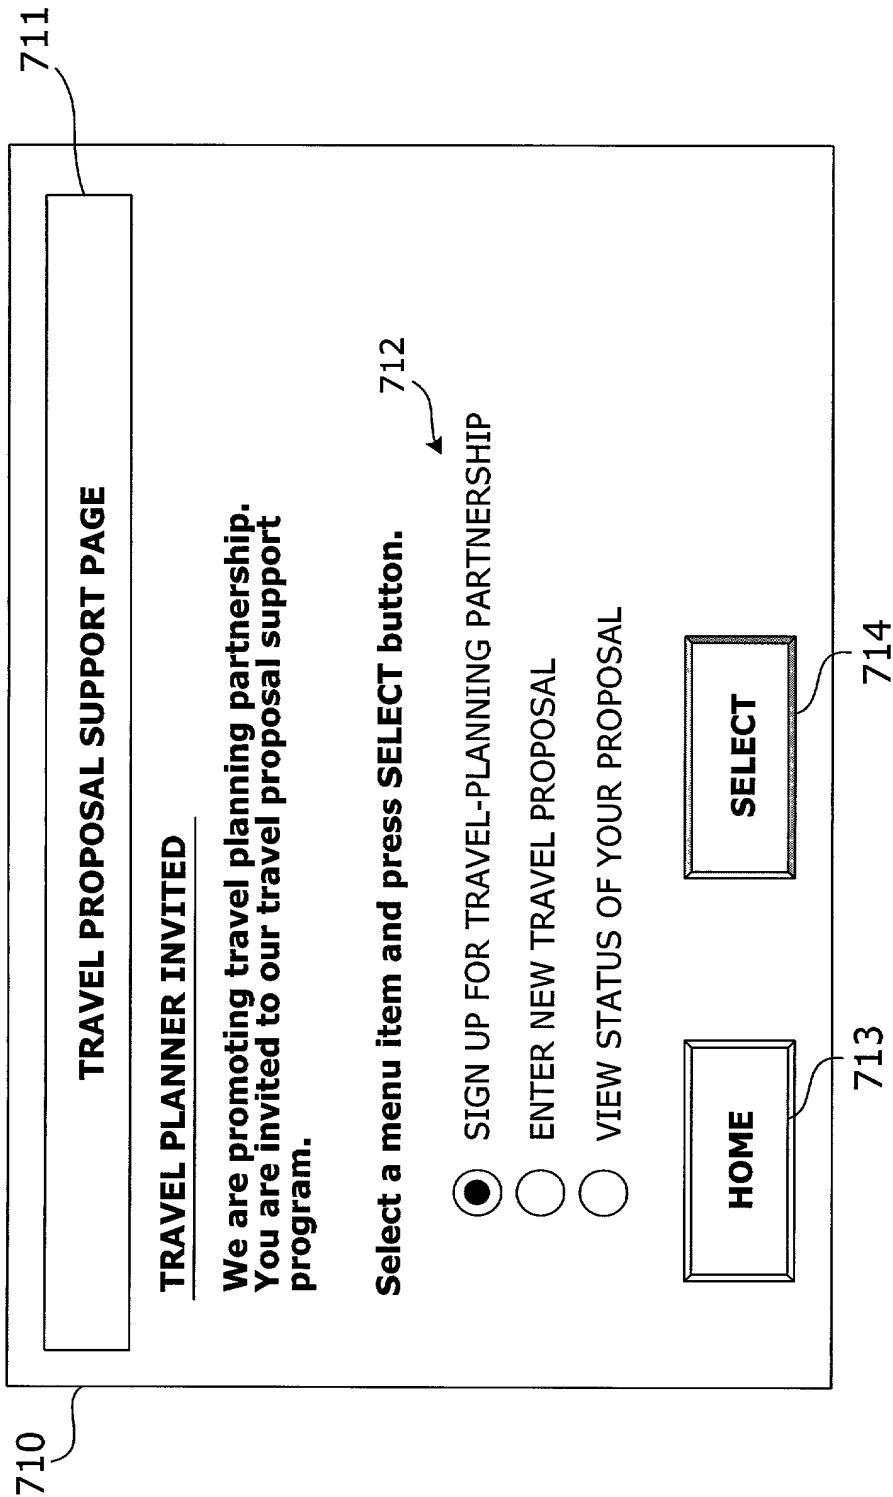 711
TRAVEL PROPOSAL SUPPORT PAGE
TRAVEL PLANNER INVITED
We are promoting travel planning partnership.
You are invited to our travel proposal support
program.
Select a menu item and press SELECT button.
712
SIGN UP FOR TRAVEL-PLANNING PARTNERSHIP
ENTER NEW TRAVEL PROPOSAL
VIEW STATUS OF YOUR PROPOSAL
HOME
SELECT
710
713
714